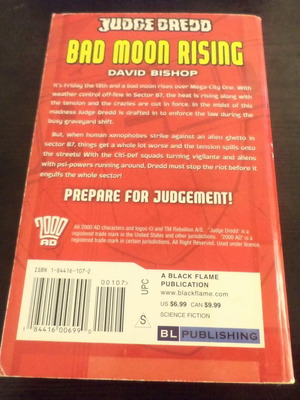 JUDGE DREDD
BAD MOON RISING
DAVID BISHOP
It's Friday the 13th and a bad moon rises over Mega-City One. With
weather control off-line in Sector 87, the heat is rising along with
the tension and the crazies are out in force. In the midst of this
madness Judge Dredd is drafted in to enforce the law during the
busy graveyard shift.
But, when human xenophobes strike against an alien ghetto in
sector 87, things get a whole lot worse and the tension spills onto
the streets! With the Citi-Def squads turning vigilante and aliens
with psi-powers running around, Dredd must stop the riot before it
engulfs the whole sector!
PREPARE FOR JUDGEMENT!
2000
AD
All 2000 AD characters and logos © and TM Rebellion A/S. "Judge Dredd" is a
registered trade mark in the United States and other jurisdictions. "2000 AD" is a
registered trade mark in certain jurisdictions. All Right Reserved. Used under licence.
ISBN 1-84416-107-2
00107
1 84416 00699
UPC
S
A BLACK FLAME
PUBLICATION
www.blackflame.com
US $6.99 CAN $9.99
SCIENCE FICTION
BL PUBLISHING